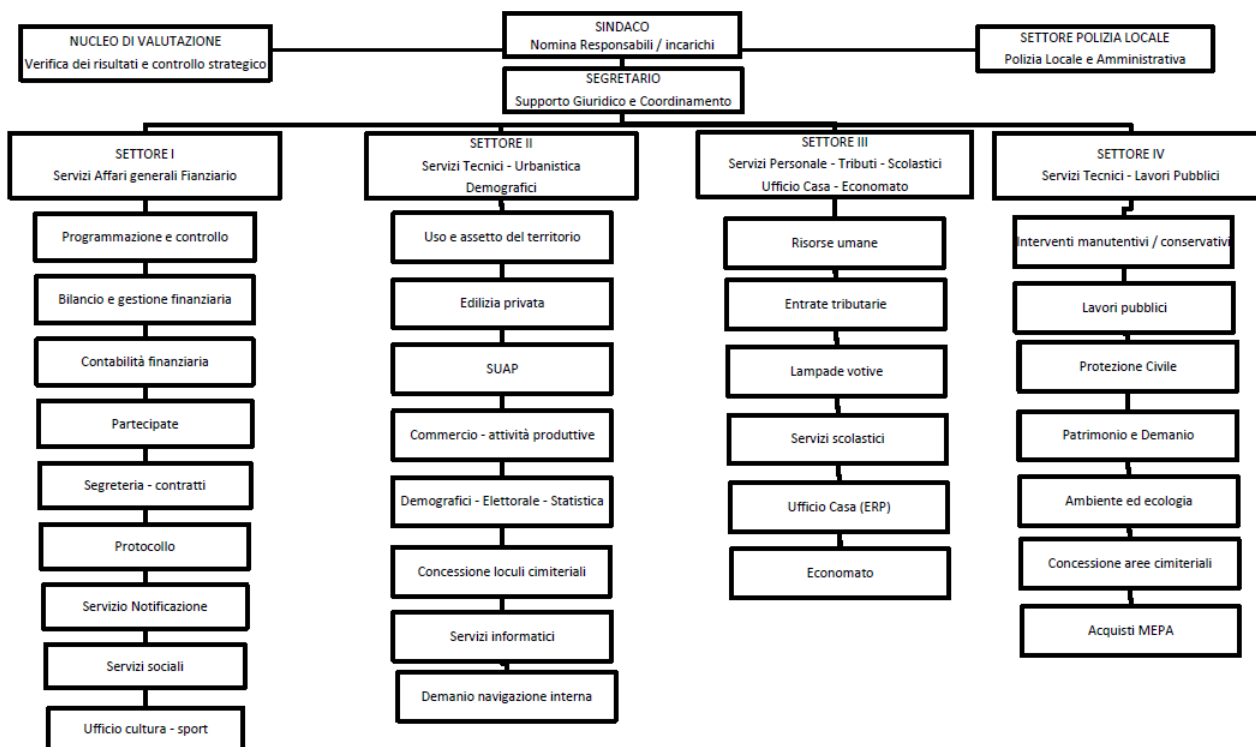 NUCLEO DI VALUTAZIONE
Verifica dei risultati e controllo strategico
SINDACO
Nomina Responsabili / incarichi
SETTORE POLIZIA LOCALE
Polizia Locale e Amministrativa
SEGRETARIO
Supporto Giuridico e Coordinamento
SETTORE I
Servizi Affari generali Fianziario
Programmazione e controllo
Bilancio e gestione finanziaria
Contabilità finanziaria
Partecipate
Segreteria - contratti
Protocollo
Servizio Notificazione
Servizi sociali
Ufficio cultura - sport
SETTORE II
Servizi Tecnici - Urbanistica
Demografici
Uso e assetto del territorio
Edilizia privata
SUAP
Commercio - attività produttive
Demografici - Elettorale - Statistica
Concessione loculi cimiteriali
Servizi informatici
Demanio navigazione interna
SETTORE III
Servizi Personale - Tributi - Scolastici
Ufficio Casa - Economato
Risorse umane
Entrate tributarie
Lampade votive
Servizi scolastici
Ufficio Casa (ERP)
Economato
SETTORE IV
Servizi Tecnici - Lavori Pubblici
Interventi manutentivi / conservativi
Lavori pubblici
Protezione Civile
Patrimonio e Demanio
Ambiente ed ecologia
Concessione aree cimiteriali
Acquisti MEPA